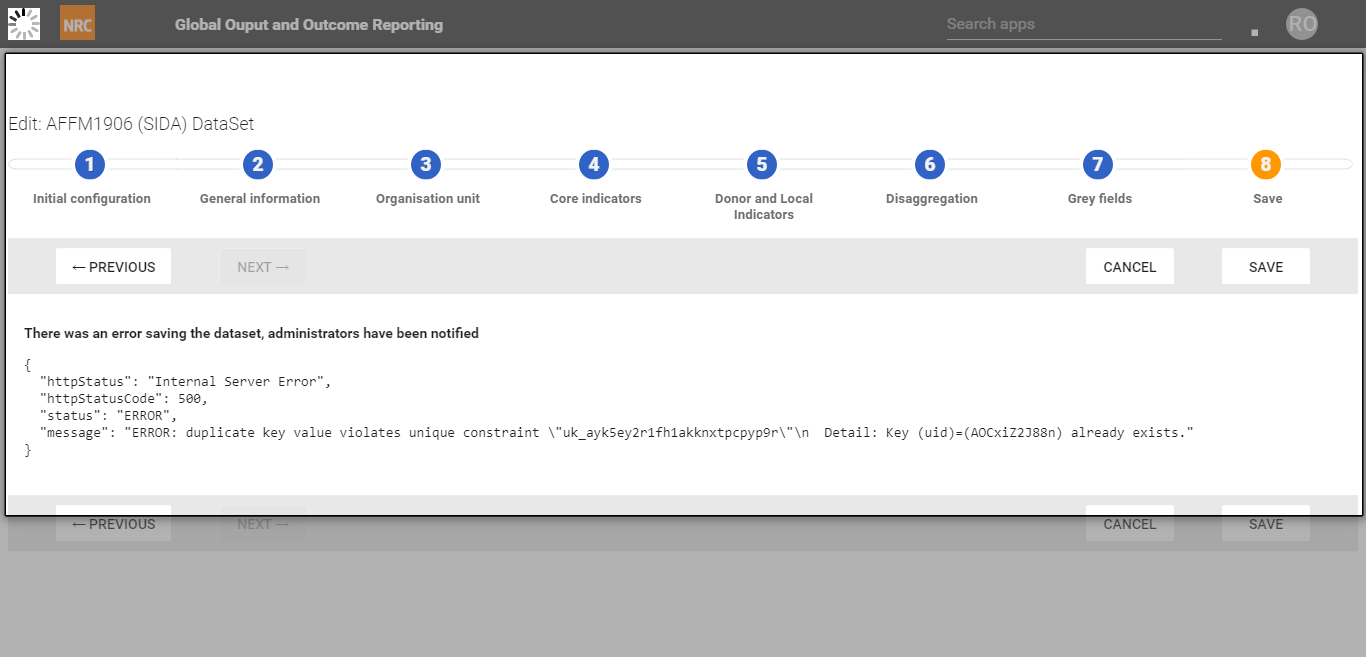 NRC
Global Ouput and Outcome Reporting
Search apps
RO
Edit: AFFM1906 (SIDA) DataSet
1
2
3
4
5
6
7
8
Initial configuration
General information
Organisation unit
Core indicators
Donor and Local
Indicators
Disaggregation
Grey fields
Save
← PREVIOUS
NEXT →
CANCEL
SAVE
There was an error saving the dataset, administrators have been notified
{
"httpStatus": "Internal Server Error",
"httpStatusCode": 500,
"status": "ERROR",
"message": "ERROR: duplicate key value violates unique constraint \"uk_ayk5ey2r1fh1akknxtpcpyp9r\"\n  Detail: Key (uid)=(AOCxiZ2J88n) already exists."
}
← PREVIOUS
NEXT →
CANCEL
SAVE